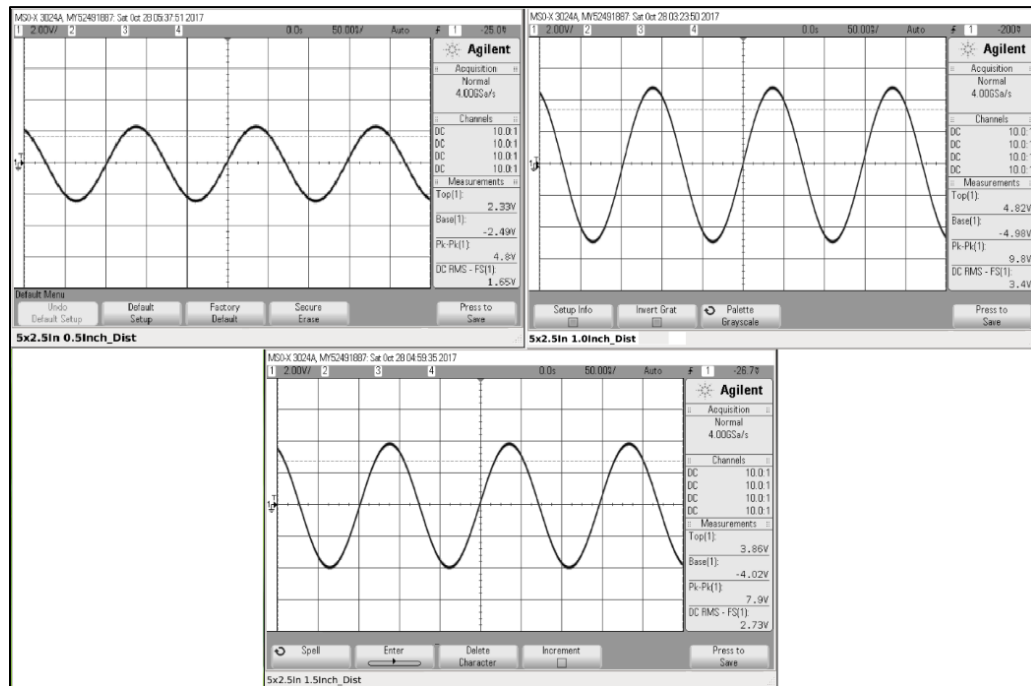 MSO-X 3024A, MY52491887: Sat Oct 28 05:37:51 2017
1 2.00V/ 2 3 4 0.0s 50.00%/ Auto 1 -25.0
Agilent
Acquisition
Normal
4.00GSa/s
Channels
DC 10.0:1
DC 10.0:1
DC 10.0:1
DC 10.0:1
Measurements
Top(1):
2.33V
Base(1):
-2.49V
Pk-Pk(1):
4.8V
DC RMS - FS(1):
1.65V
Default Menu
Undo Default Setup
Default Setup
Factory Default
Secure Erase
Press to Save
5x2.5In 0.5Inch_Dist
MSO-X 3024A, MY52491887: Sat Oct 28 03:23:50 2017
1 2.00V/ 2 3 4 0.0s 50.00%/ Auto 1
Agilent
Acquisition
Normal
4.00GSa/s
Channels
DC 10.0:1
DC 10.0:1
DC 10.0:1
DC 10.0:1
Measurements
Top(1):
4.82V
Base(1):
-4.98V
Pk-Pk(1):
9.8V
DC RMS - FS(1):
3.4V
Setup Info
Invert Grat
Palette Grayscale
Press to Save
5x2.5In 1.0Inch_Dist
MSO-X 3024A, MY52491887: Sat Oct 28 04:59:35 2017
1 2.00V/ 2 3 4 0.0s 50.00%/ Auto 1 -26.7
Agilent
Acquisition
Normal
4.00GSa/s
Channels
DC 10.0:1
DC 10.0:1
DC 10.0:1
DC 10.0:1
Measurements
Top(1):
3.86V
Base(1):
-4.02V
Pk-Pk(1):
7.9V
DC RMS - FS(1):
2.73V
Spell
Enter
Delete Character
Increment
Press to Save
5x2.5In 1.5Inch_Dist